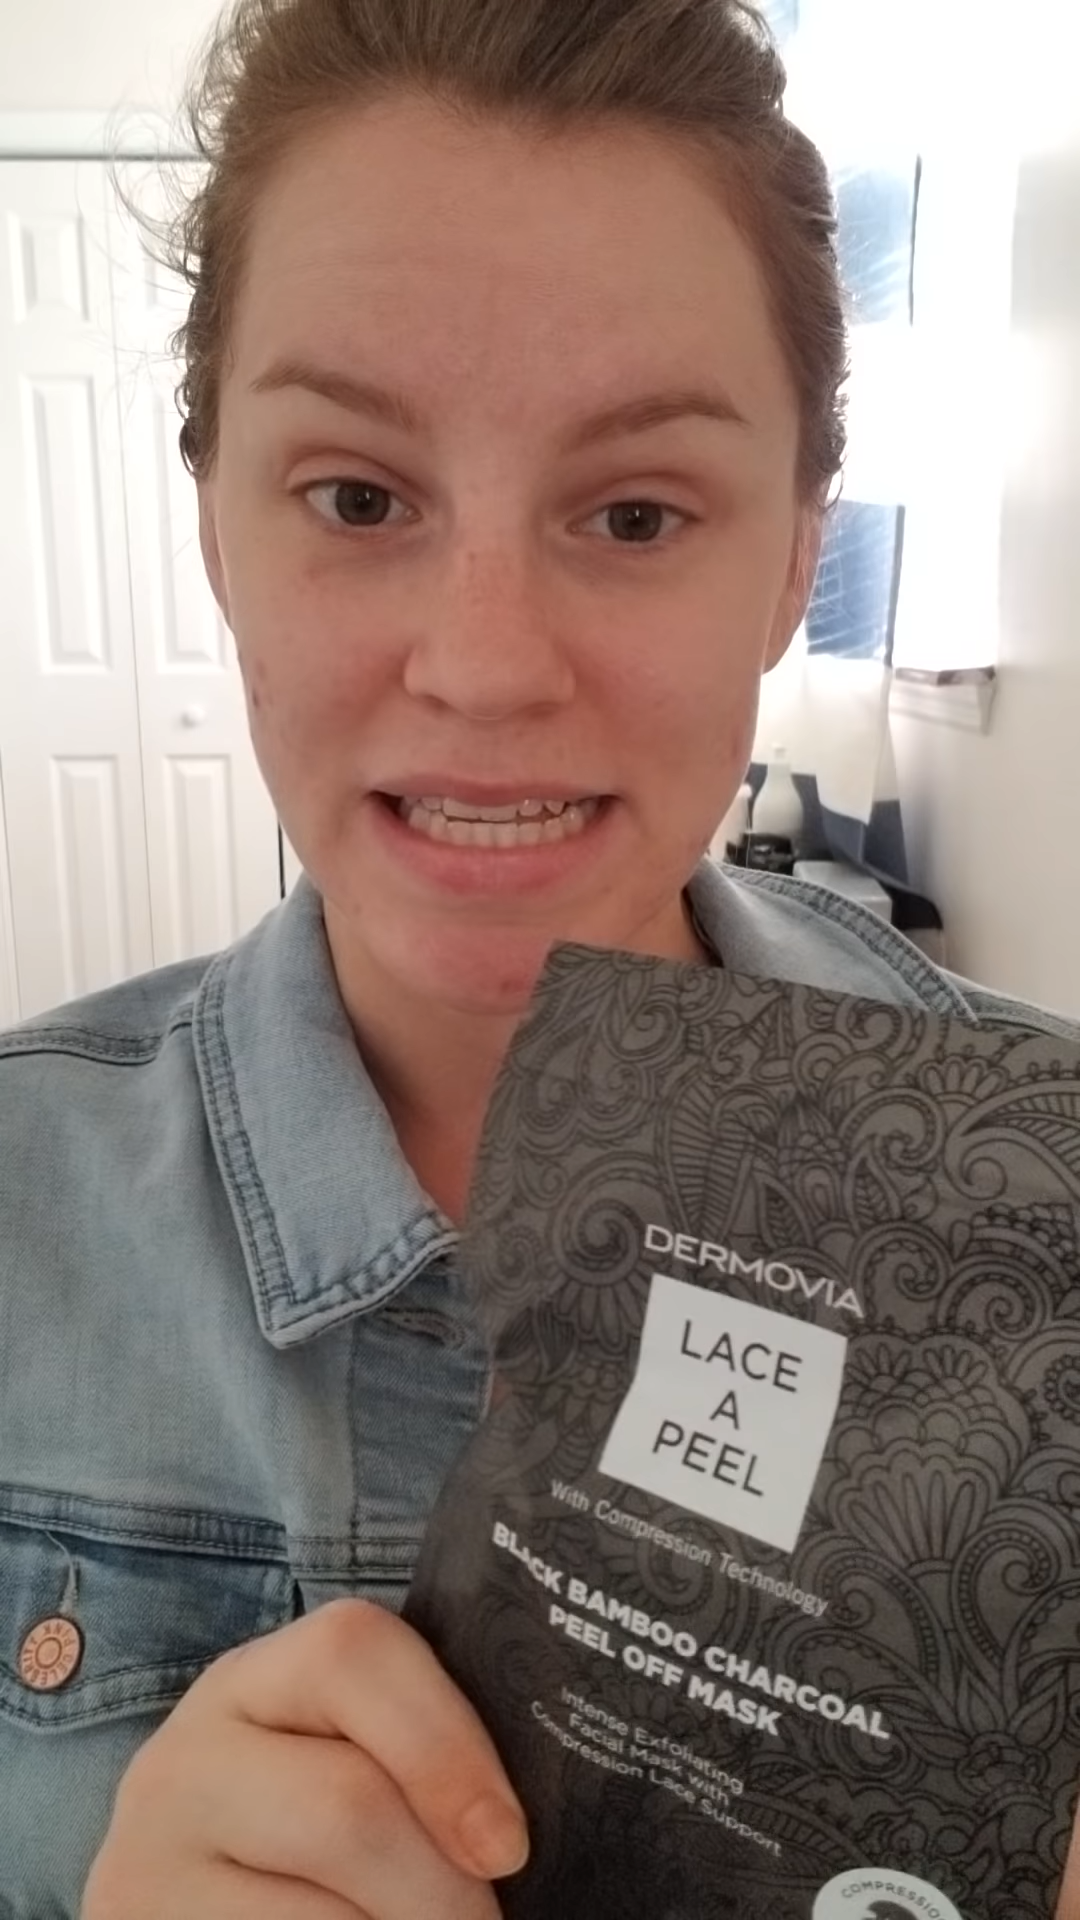 DERMOVIA
LACE
A
PEEL
With Compression Technology
BLACK BAMBOO CHARCOAL
PEEL OFF MASK
Intense Exfoliating
Facial Mask with
Compression Lace Support
COMPRESSION